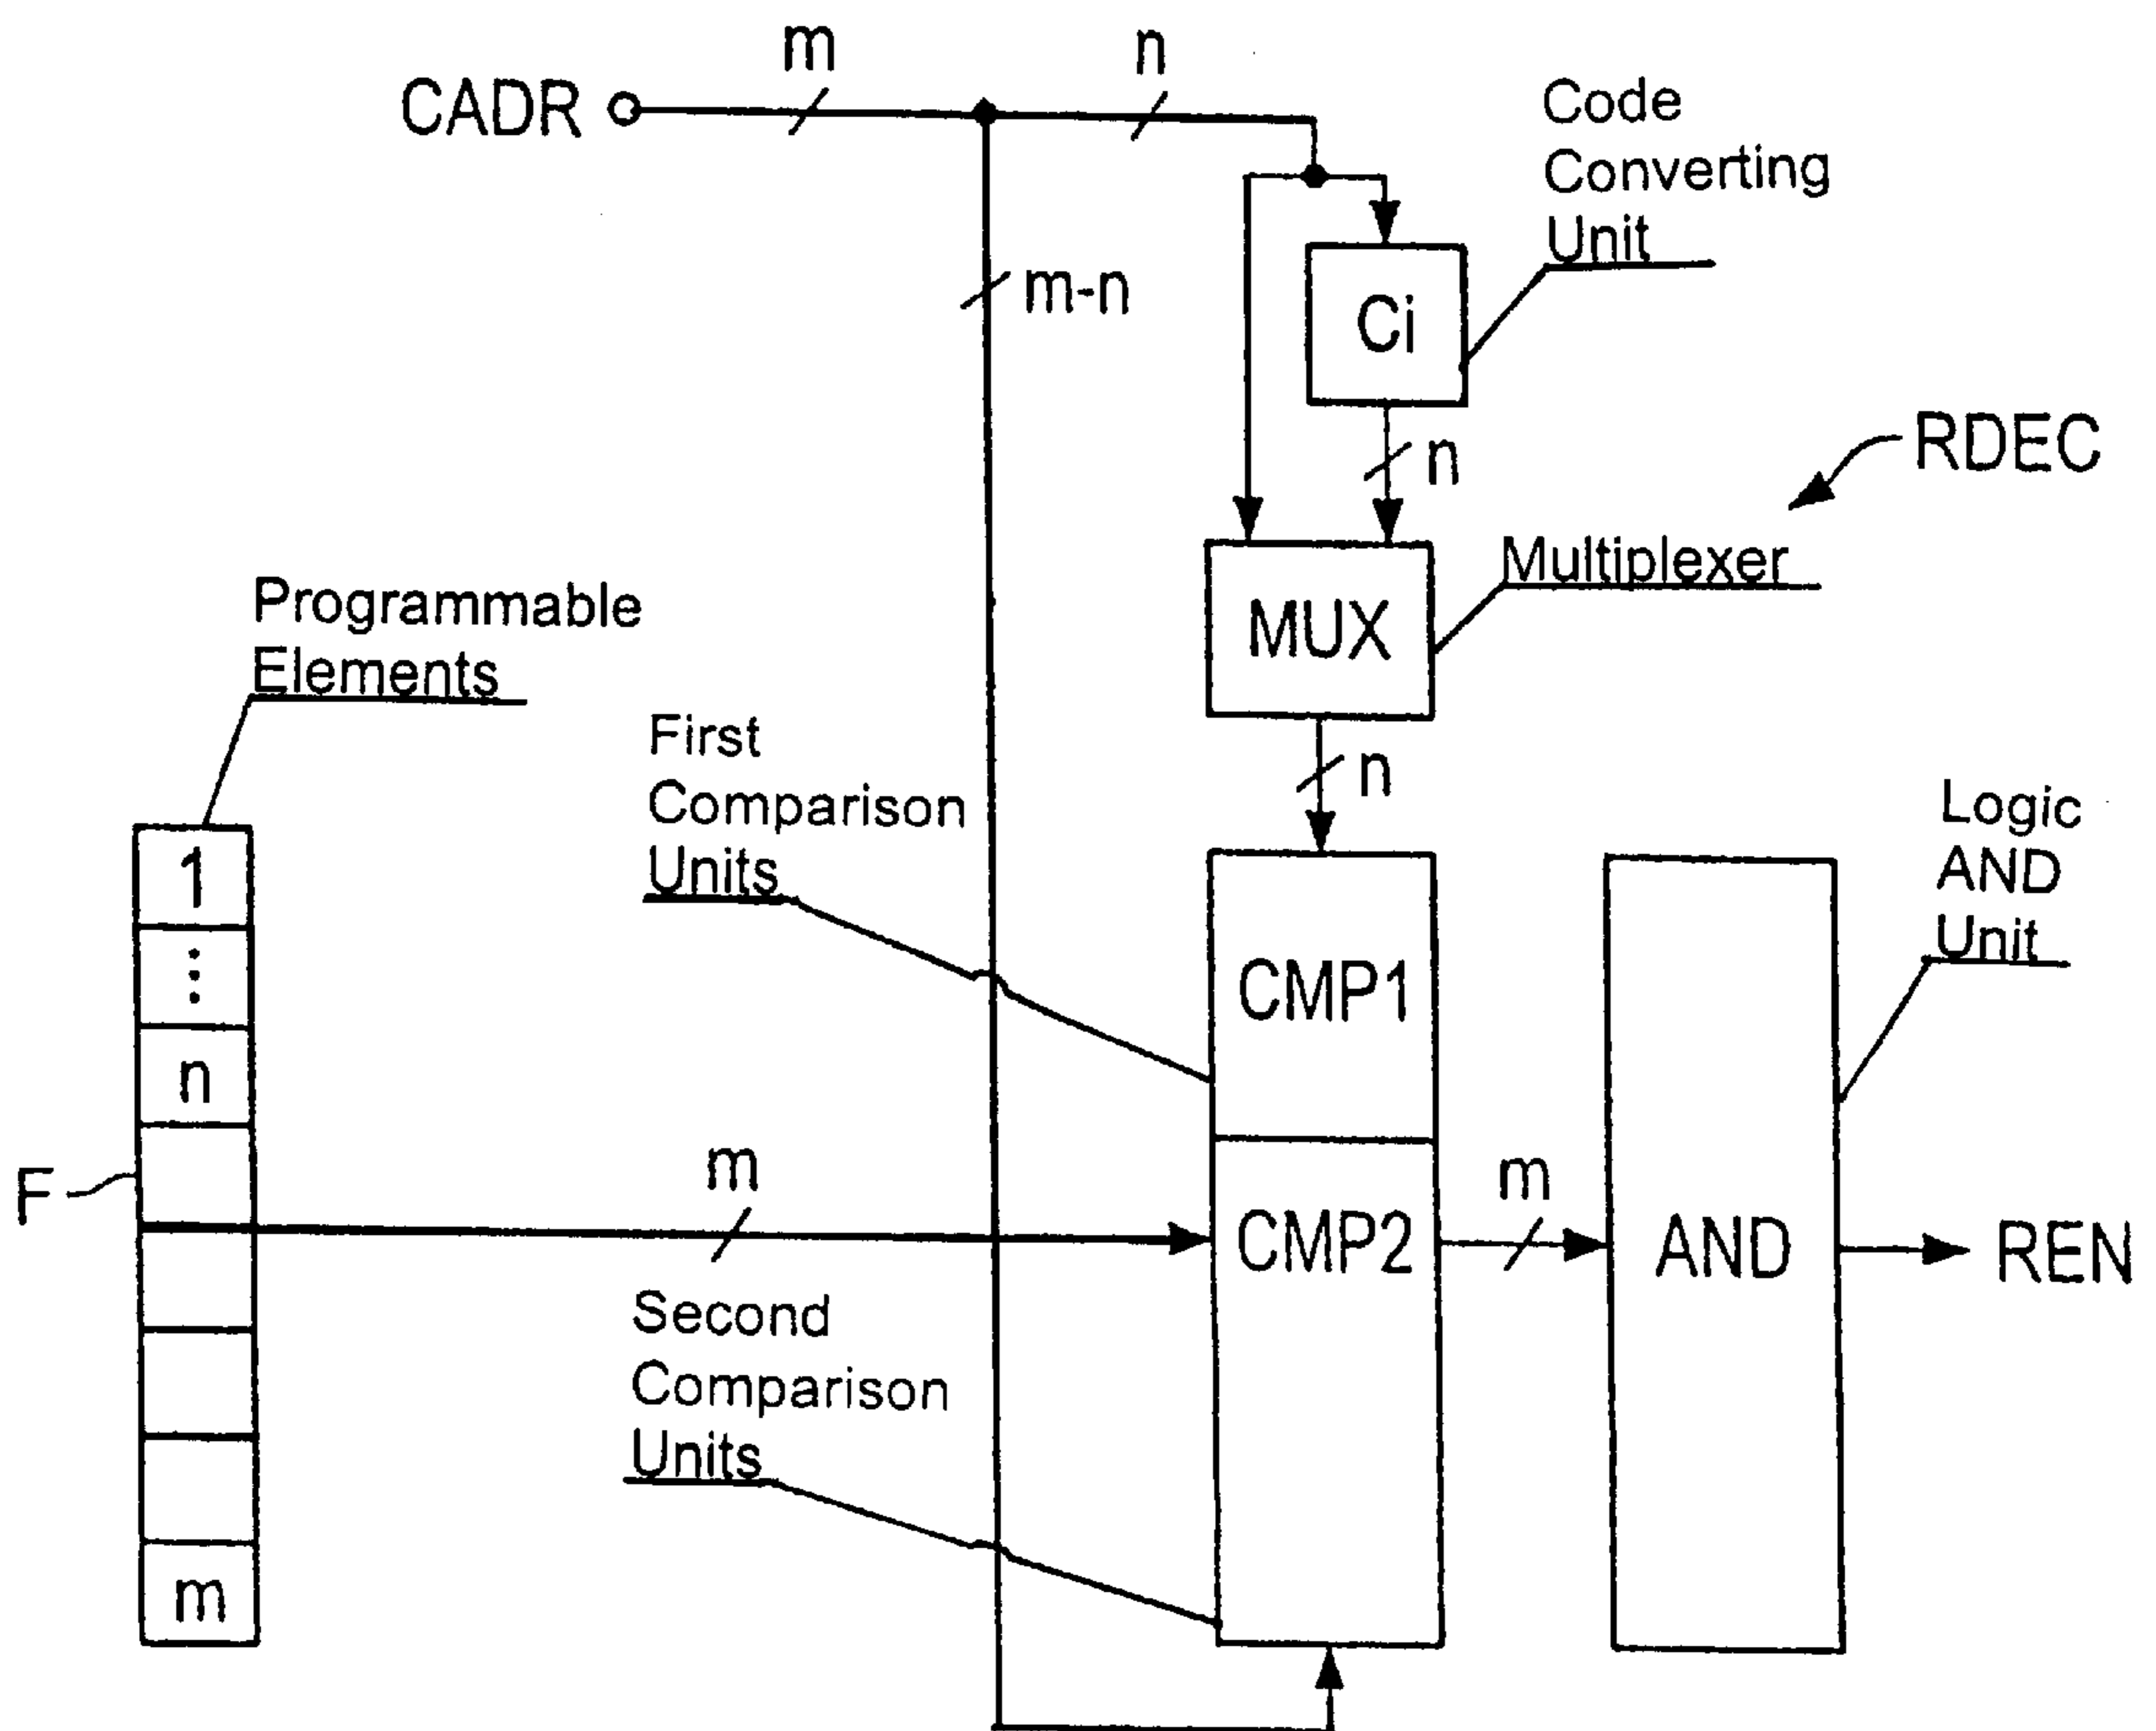 m
n
CADR
Code
Converting
Unit
m-n
Ci
n
RDEC
Multiplexer
MUX
Programmable
Elements
First
Comparison
Units
n
Logic
AND
Unit
1
⋮
n
CMP1
F
m
m
CMP2
AND
REN
Second
Comparison
Units
m